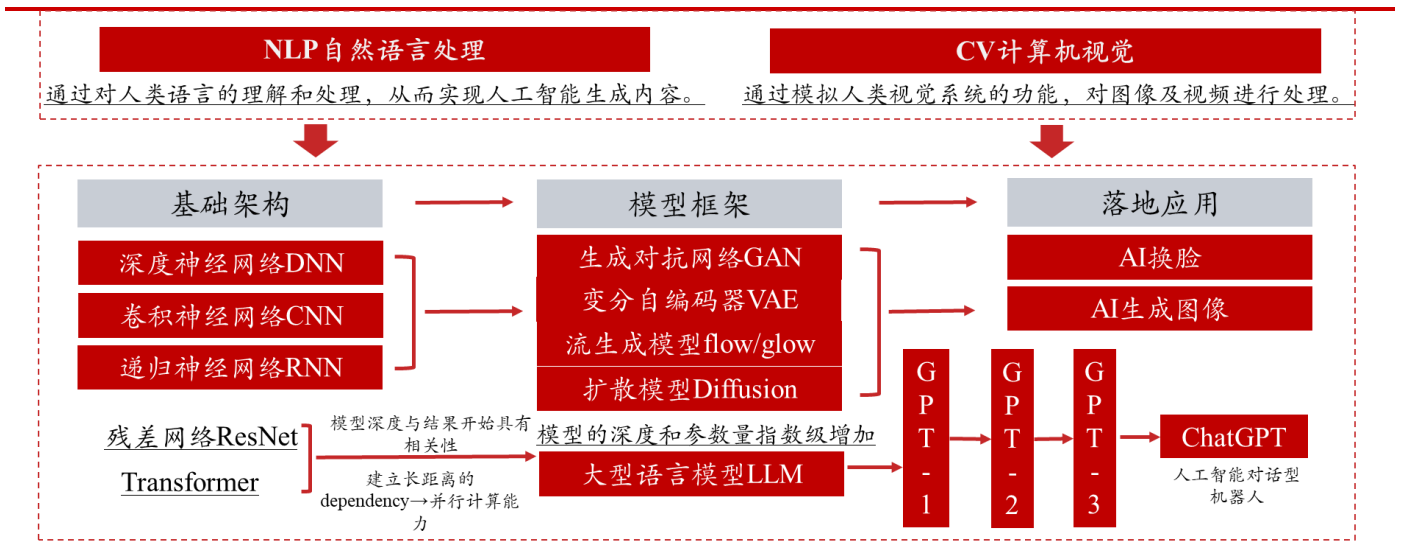 NLP自然语言处理
通过对人类语言的理解和处理，从而实现人工智能生成内容。
CV计算机视觉
通过模拟人类视觉系统的功能，对图像及视频进行处理。
基础架构
模型框架
落地应用
深度神经网络DNN
卷积神经网络CNN
递归神经网络RNN
生成对抗网络GAN
变分自编码器VAE
流生成模型flow/glow
扩散模型Diffusion
AI换脸
AI生成图像
残差网络ResNet
Transformer
模型深度与结果开始具有
相关性
建立长距离的
dependency→并行计算能
力
模型的深度和参数量指数级增加
大型语言模型LLM
GPT-1
GPT-2
GPT-3
ChatGPT
人工智能对话型
机器人